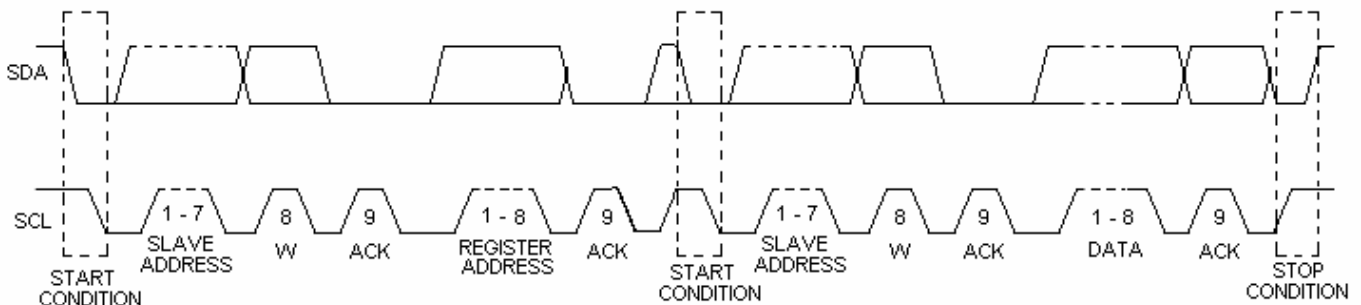 SDA
SCL
1 - 7 8 9 1 - 8 9 1 - 7 8 9 1 - 8 9
SLAVE ADDRESS W ACK REGISTER ADDRESS ACK SLAVE ADDRESS W ACK DATA ACK
START CONDITION START CONDITION STOP CONDITION